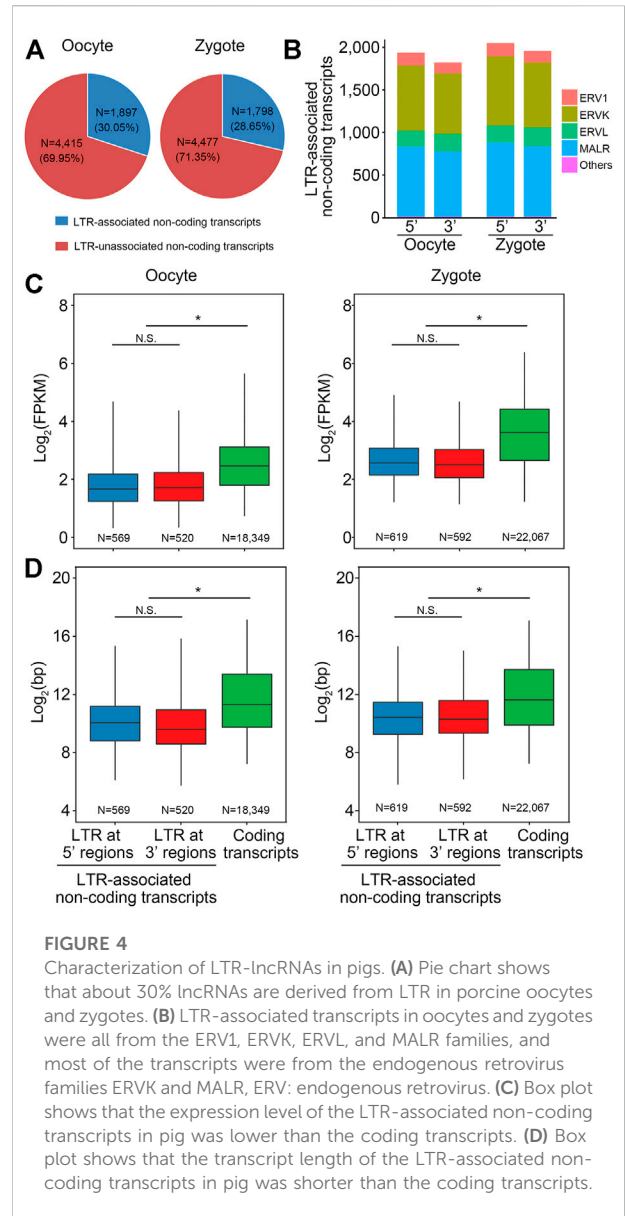 A
Oocyte
Zygote
N=1,897
(30.05%)
N=4,415
(69.95%)
N=1,798
(28.65%)
N=4,477
(71.35%)
LTR-associated non-coding transcripts
LTR-unassociated non-coding transcripts
B
LTR-associated
non-coding transcripts
2,000
1,500
1,000
500
0
5’ 3’ 5’ 3’
Oocyte Zygote
ERV1
ERVK
ERVL
MALR
Others
C
Oocyte
Zygote
Log2(FPKM)
8
6
4
2
0
N.S.
*
N=569 N=520 N=18,349
Log2(FPKM)
8
6
4
2
0
N.S.
*
N=619 N=592 N=22,067
D
Log2(bp)
20
16
12
8
4
N.S.
*
N=569 N=520 N=18,349
LTR at LTR at Coding
5’ regions 3’ regions transcripts
LTR-associated
non-coding transcripts
Log2(bp)
20
16
12
8
4
N.S.
*
N=619 N=592 N=22,067
LTR at LTR at Coding
5’ regions 3’ regions transcripts
LTR-associated
non-coding transcripts
FIGURE 4
Characterization of LTR-lncRNAs in pigs. (A) Pie chart shows
that about 30% lncRNAs are derived from LTR in porcine oocytes
and zygotes. (B) LTR-associated transcripts in oocytes and zygotes
were all from the ERV1, ERVK, ERVL, and MALR families, and
most of the transcripts were from the endogenous retrovirus
families ERVK and MALR, ERV: endogenous retrovirus. (C) Box plot
shows that the expression level of the LTR-associated non-coding
transcripts in pig was lower than the coding transcripts. (D) Box
plot shows that the transcript length of the LTR-associated non-
coding transcripts in pig was shorter than the coding transcripts.